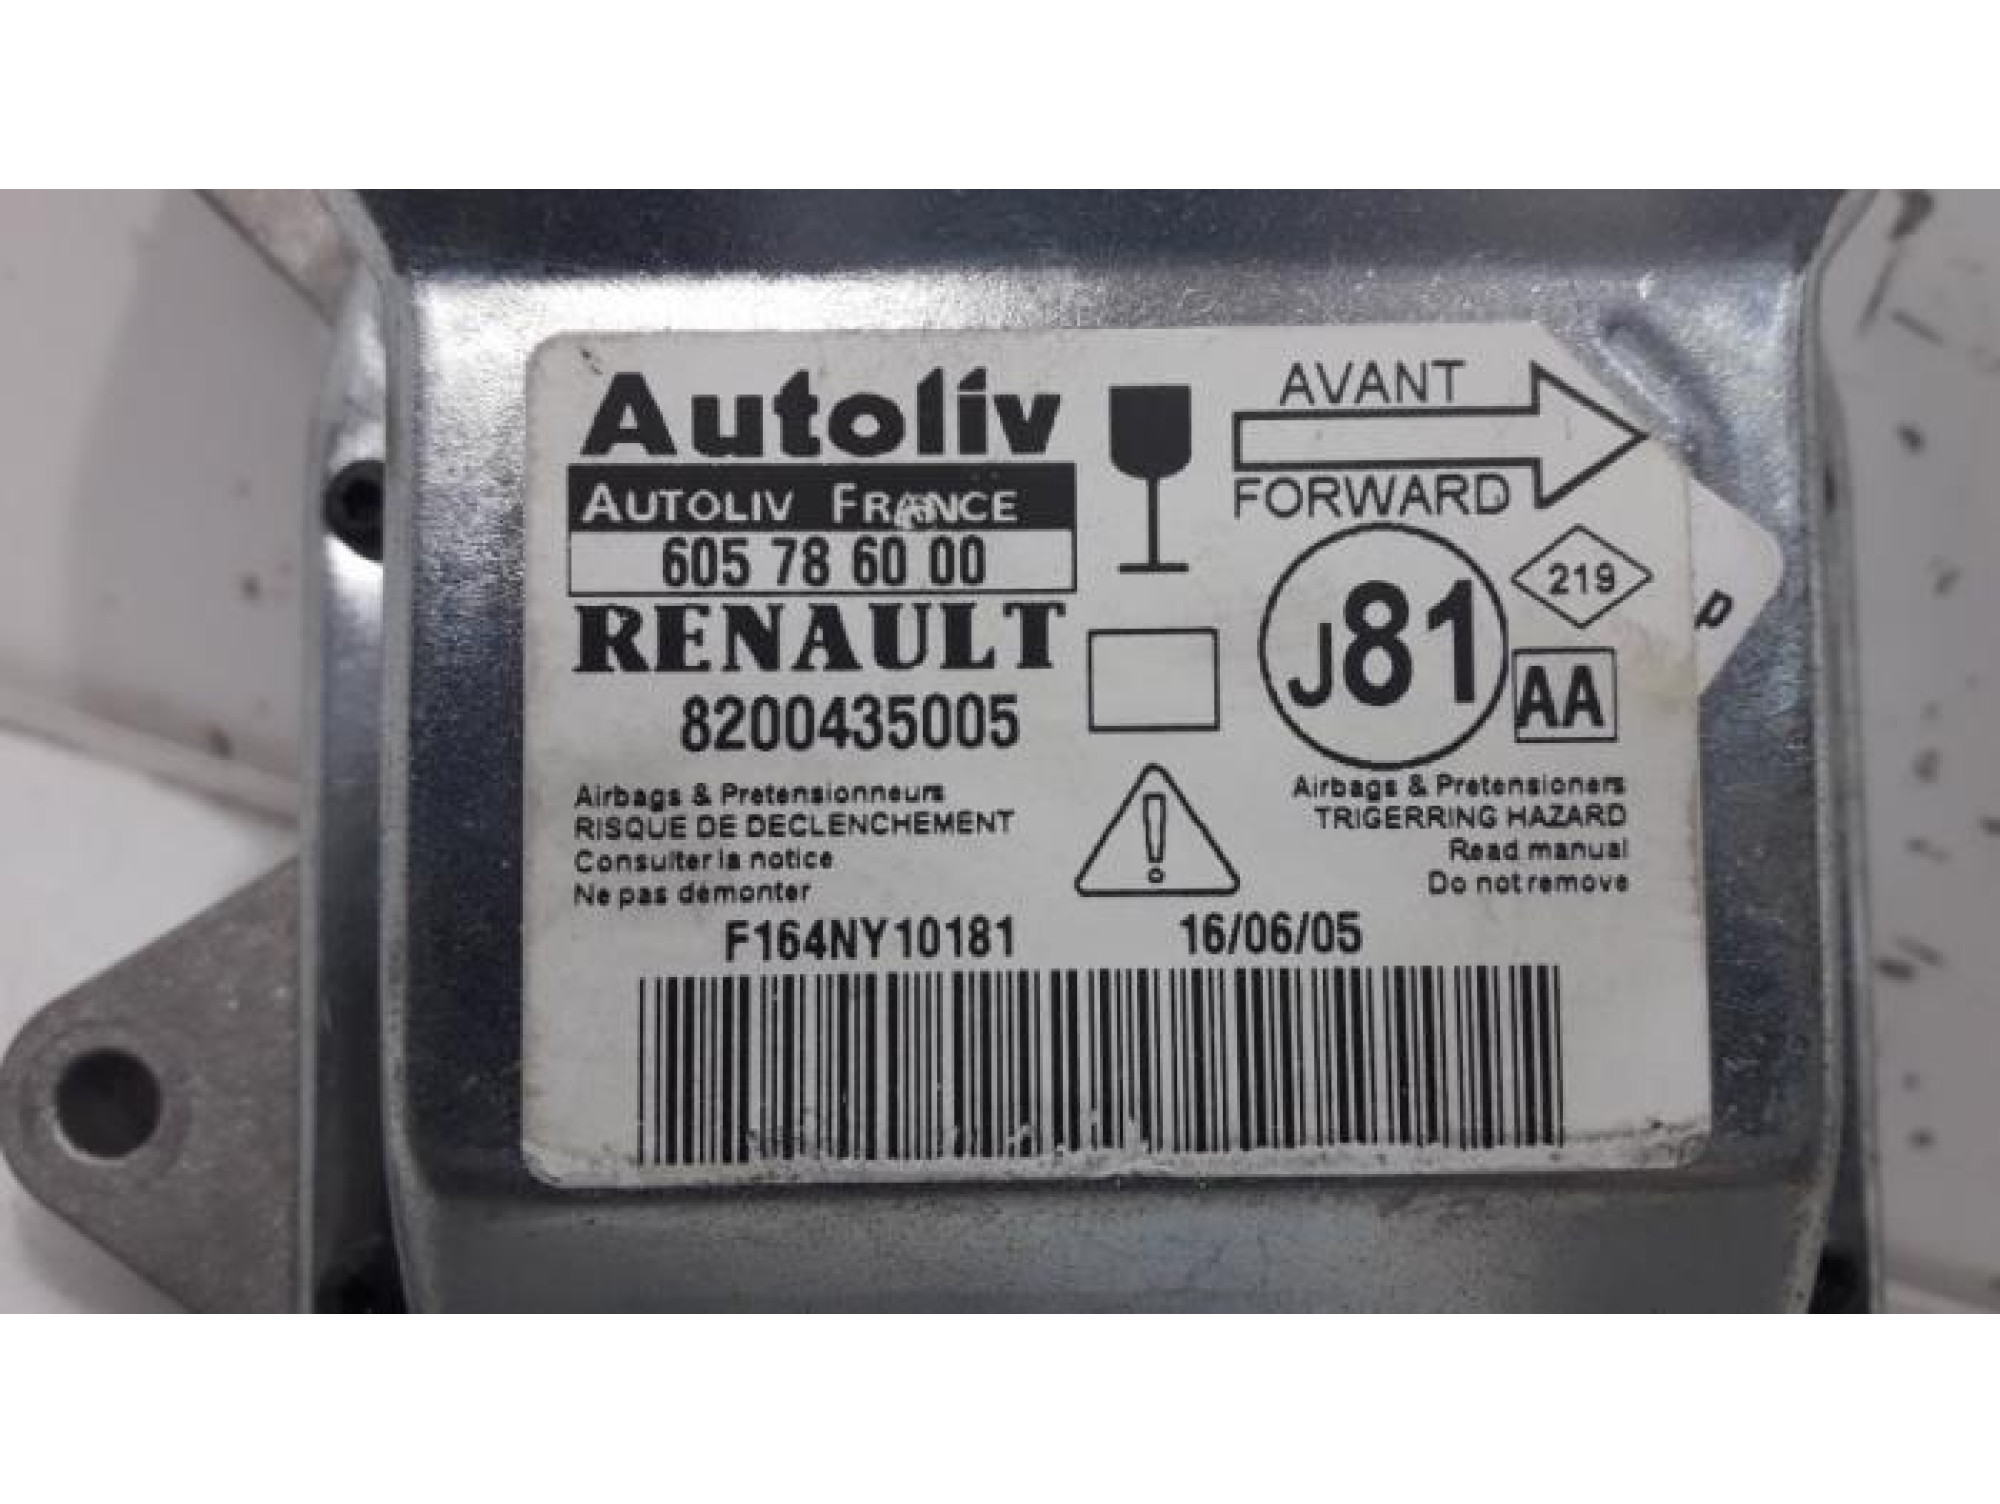 Autoliv
AUTOLIV FRANCE
605 78 60 00
RENAULT
8200435005
AVANT
FORWARD
J81
219
AA
P
Airbags & Pretensionneurs
RISQUE DE DECLENCHEMENT
Consulter la notice
Ne pas démonter
Airbags & Pretensioners
TRIGERRING HAZARD
Read manual
Do not remove
F164NY10181 16/06/05